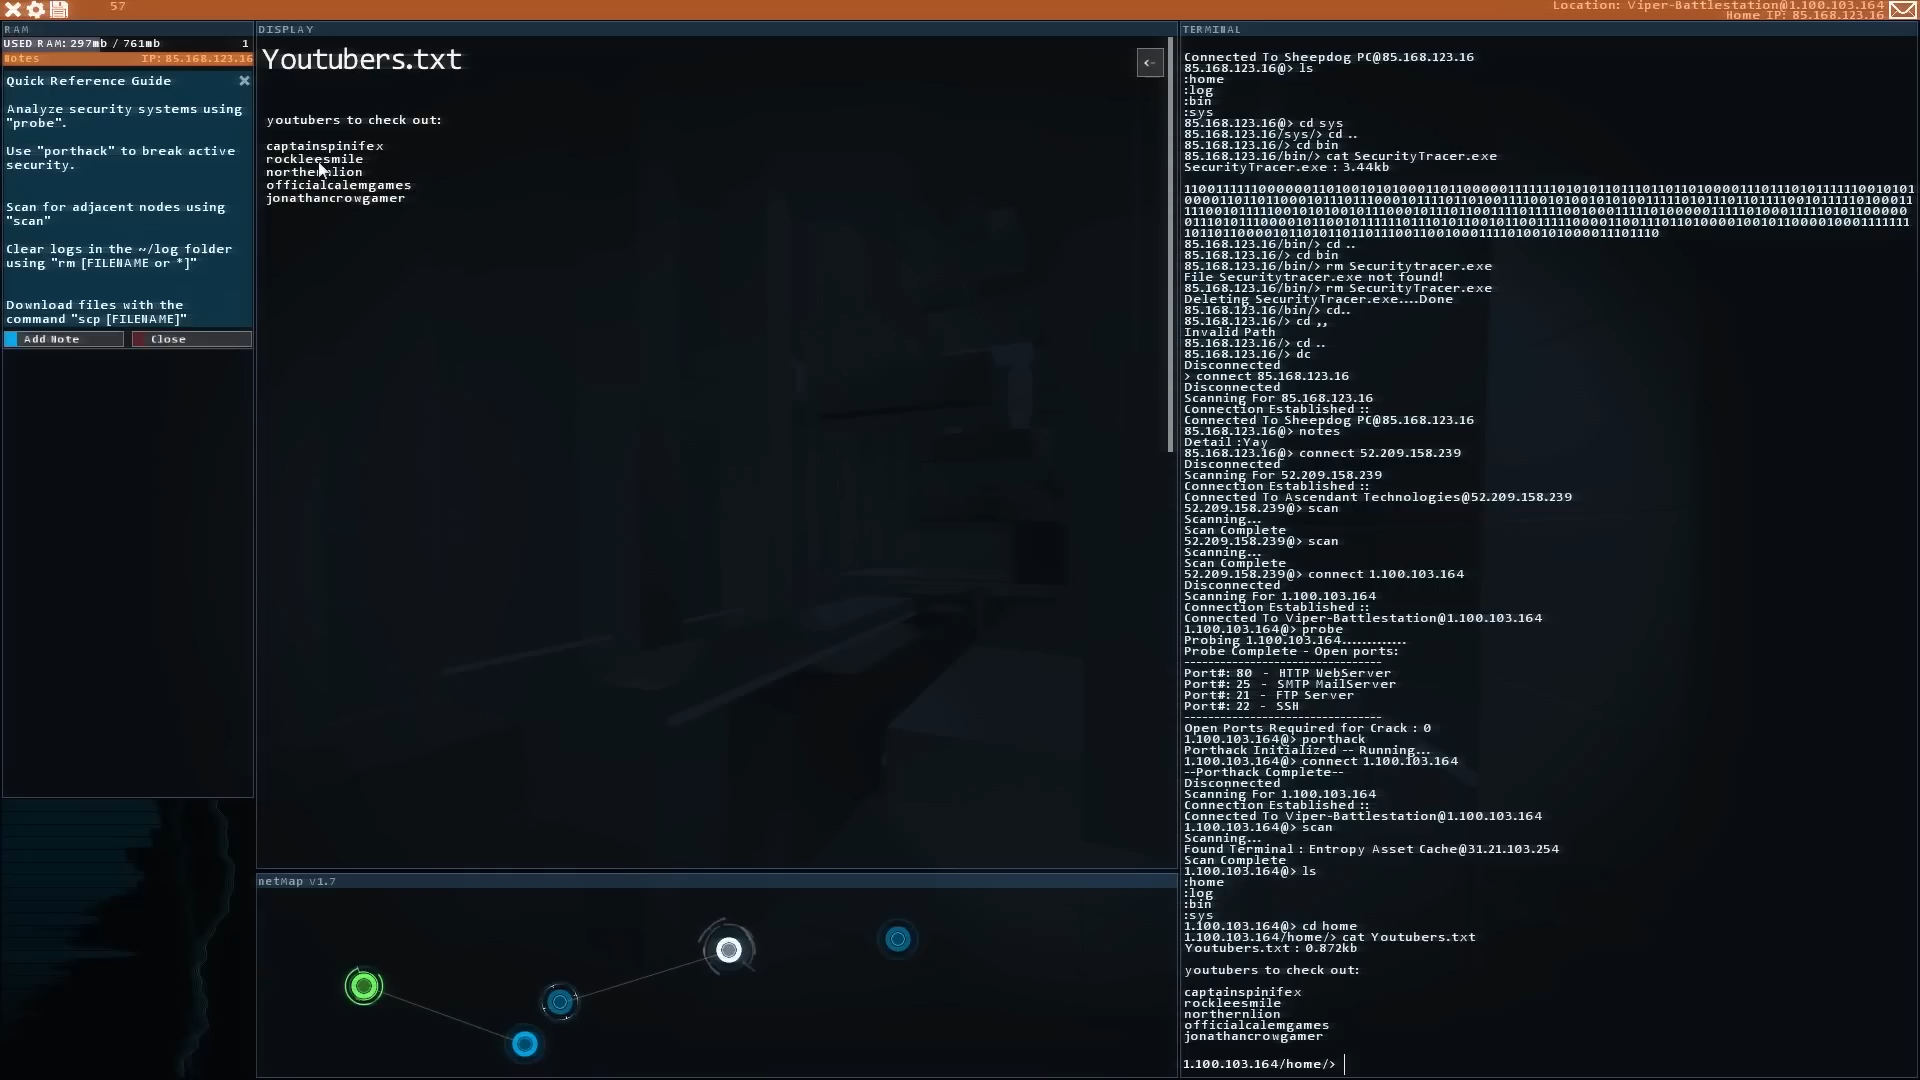 57
Location: Viper-Battlestation@1.100.103.164
Home IP: 85.168.123.16
RAM
USED RAM: 297mb / 761mb 1
Notes IP: 85.168.123.16
Quick Reference Guide
Analyze security systems using
"probe".
Use "porthack" to break active
security.
Scan for adjacent nodes using
"scan"
Clear logs in the ~/log folder
using "rm [FILENAME or *]"
Download files with the
command "scp [FILENAME]"
Add Note Close
DISPLAY
Youtubers.txt
<-
youtubers to check out:
captainspinifex
rockleesmile
northernlion
officialcalemgames
jonathancrowgamer
netMap v1.7
TERMINAL
Connected To Sheepdog PC@85.168.123.16
85.168.123.16@> ls
:home
:log
:bin
:sys
85.168.123.16@> cd sys
85.168.123.16/sys/> cd ..
85.168.123.16/> cd bin
85.168.123.16/bin/> cat SecurityTracer.exe
SecurityTracer.exe : 3.44kb
85.168.123.16/bin/> cd ..
85.168.123.16/> cd bin
85.168.123.16/bin/> rm Securitytracer.exe
File Securitytracer.exe not found!
85.168.123.16/bin/> rm SecurityTracer.exe
Deleting SecurityTracer.exe....Done
85.168.123.16/bin/> cd..
85.168.123.16/> cd ,,
Invalid Path
85.168.123.16/> cd ..
85.168.123.16/> dc
Disconnected
> connect 85.168.123.16
Disconnected
Scanning For 85.168.123.16
Connection Established ::
Connected To Sheepdog PC@85.168.123.16
85.168.123.16@> notes
Detail :Yay
85.168.123.16@> connect 52.209.158.239
Disconnected
Scanning For 52.209.158.239
Connection Established ::
Connected To Ascendant Technologies@52.209.158.239
52.209.158.239@> scan
Scanning...
Scan Complete
52.209.158.239@> scan
Scanning...
Scan Complete
52.209.158.239@> connect 1.100.103.164
Disconnected
Scanning For 1.100.103.164
Connection Established ::
Connected To Viper-Battlestation@1.100.103.164
1.100.103.164@> probe
Probing 1.100.103.164.............
Probe Complete - Open ports:
---------------------------------
Port#: 80 - HTTP WebServer
Port#: 25 - SMTP MailServer
Port#: 21 - FTP Server
Port#: 22 - SSH
---------------------------------
Open Ports Required for Crack : 0
1.100.103.164@> porthack
Porthack Initialized -- Running...
1.100.103.164@> connect 1.100.103.164
--Porthack Complete--
Disconnected
Scanning For 1.100.103.164
Connection Established ::
Connected To Viper-Battlestation@1.100.103.164
1.100.103.164@> scan
Scanning...
Found Terminal : Entropy Asset Cache@31.21.103.254
Scan Complete
1.100.103.164@> ls
:home
:log
:bin
:sys
1.100.103.164@> cd home
1.100.103.164/home/> cat Youtubers.txt
Youtubers.txt : 0.872kb
youtubers to check out:
captainspinifex
rockleesmile
northernlion
officialcalemgames
jonathancrowgamer
1.100.103.164/home/>